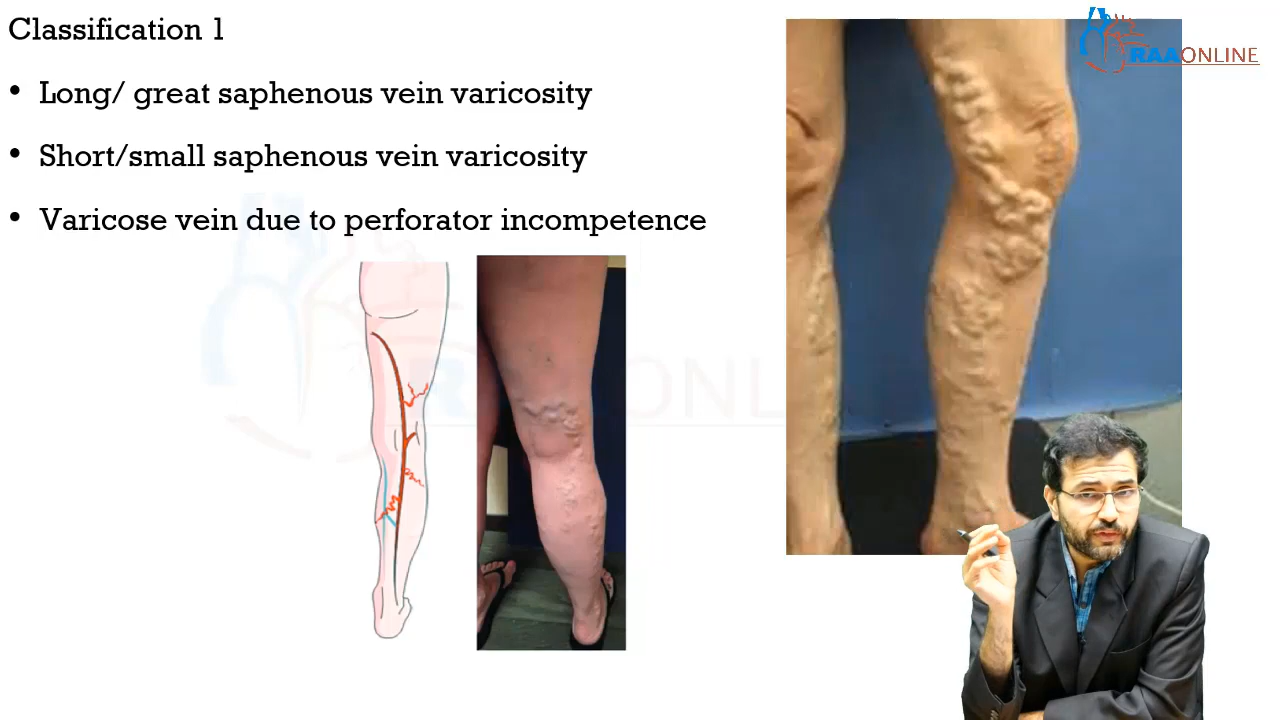 Classification 1
• Long/ great saphenous vein varicosity
• Short/small saphenous vein varicosity
• Varicose vein due to perforator incompetence
RAAONLINE
RAAONLINE